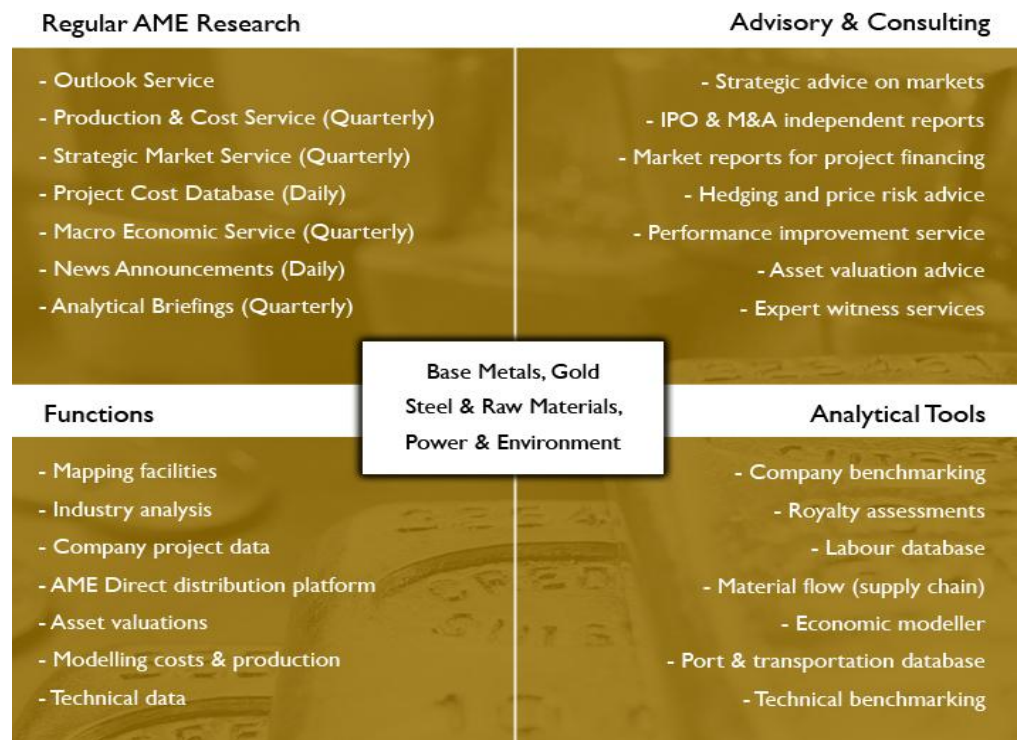 Regular AME Research
- Outlook Service
- Production & Cost Service (Quarterly)
- Strategic Market Service (Quarterly)
- Project Cost Database (Daily)
- Macro Economic Service (Quarterly)
- News Announcements (Daily)
- Analytical Briefings (Quarterly)
Advisory & Consulting
- Strategic advice on markets
- IPO & M&A independent reports
- Market reports for project financing
- Hedging and price risk advice
- Performance improvement service
- Asset valuation advice
- Expert witness services
Base Metals, Gold
Steel & Raw Materials,
Power & Environment
Functions
- Mapping facilities
- Industry analysis
- Company project data
- AME Direct distribution platform
- Asset valuations
- Modelling costs & production
- Technical data
Analytical Tools
- Company benchmarking
- Royalty assessments
- Labour database
- Material flow (supply chain)
- Economic modeller
- Port & transportation database
- Technical benchmarking